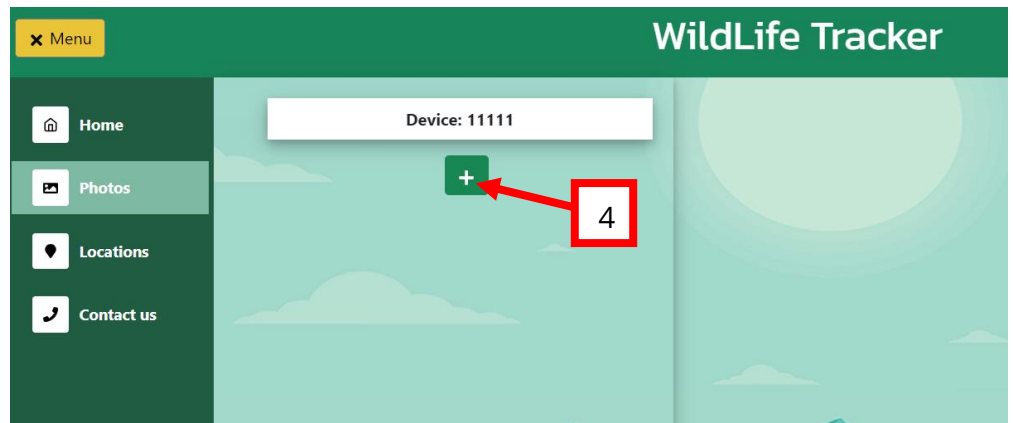 Menu
WildLife Tracker
Home
Photos
Locations
Contact us
Device: 11111
+
4